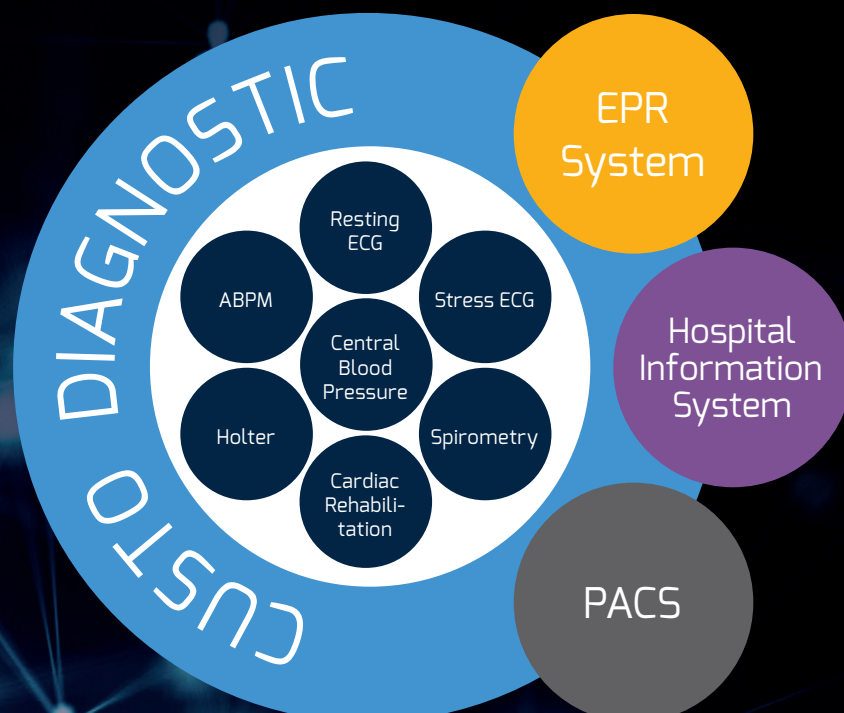 CUSTO DIAGNOSTIC
EPR
System
Resting
ECG
ABPM
Stress ECG
Central
Blood
Pressure
Hospital
Information
System
Holter
Spirometry
Cardiac
Rehabili-
tation
PACS